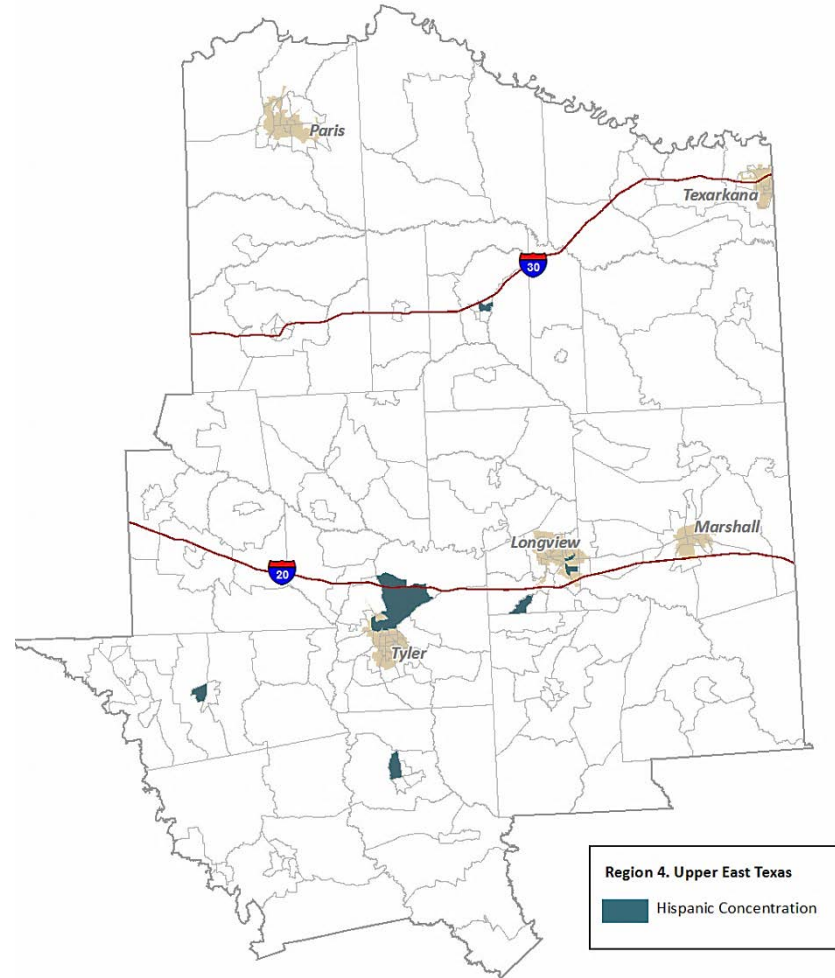 Paris
Texarkana
30
Marshall
Longview
20
Tyler
Region 4. Upper East Texas
Hispanic Concentration